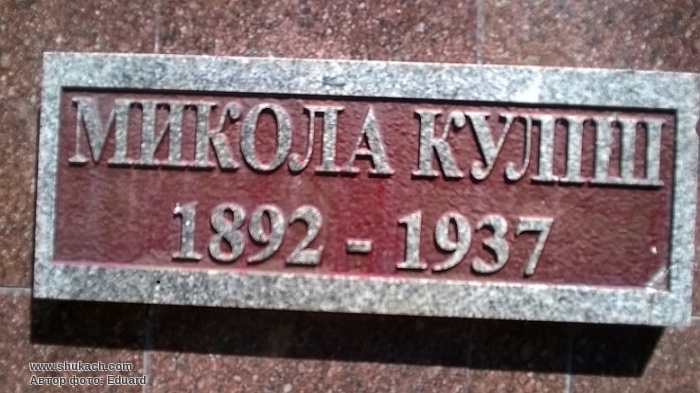 МИКОЛА КУЛІШ
1892 - 1937
www.shukach.com
Автор фото: Eduard